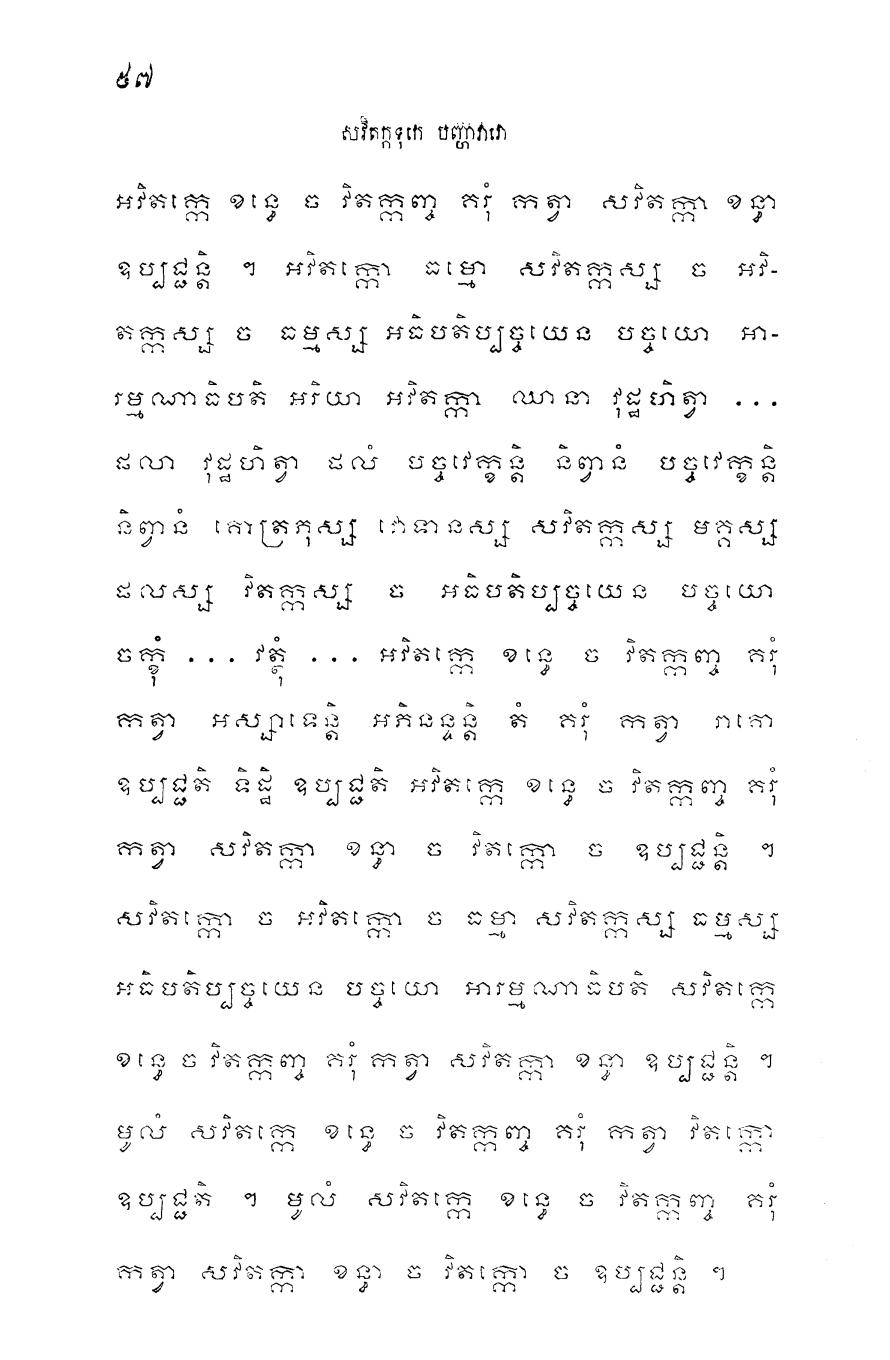 ៥៧
សវិតក្កទុកេ បញ្ហាវារោ
អវិតក្កេ ខន្ធេ ច វិតក្កញ្ច គរុំ កត្វា សវិតក្កា ខន្ធា
ឧប្បជ្ជន្តិ ។ អវិតក្កោ ធម្មោ សវិតក្កស្ស ច អវិ-
តក្កស្ស ច ធម្មស្ស អធិបតិប្បច្ចយេន បច្ចយោ អា-
រម្មណាធិបតិ អរិយា អវិតក្កា ឈានា វុដ្ឋហិត្វា ...
ផលា វុដ្ឋហិត្វា ផលំ បច្ចវេក្ខន្តិ និព្វានំ បច្ចវេក្ខន្តិ
និព្វានំ គោត្រភុស្ស វោទានស្ស សវិតក្កស្ស មគ្គស្ស
ផលស្ស វិតក្កស្ស ច អធិបតិប្បច្ចយេន បច្ចយោ
ចក្ខុំ ... វត្ថុំ ... អវិតក្កេ ខន្ធេ ច វិតក្កញ្ច គរុំ
កត្វា អស្សាទេន្តិ អភិនន្ទន្តិ តំ គរុំ កត្វា រាគោ
ឧប្បជ្ជតិ ទិដ្ឋិ ឧប្បជ្ជតិ អវិតក្កេ ខន្ធេ ច វិតក្កញ្ច គរុំ
កត្វា សវិតក្កា ខន្ធា ច វិតក្កោ ច ឧប្បជ្ជន្តិ ។
សវិតក្កោ ច អវិតក្កោ ច ធម្មា សវិតក្កស្ស ធម្មស្ស
អធិបតិប្បច្ចយេន បច្ចយោ អារម្មណាធិបតិ សវិតក្កេ
ខន្ធេ ច វិតក្កញ្ច គរុំ កត្វា សវិតក្កា ខន្ធា ឧប្បជ្ជន្តិ ។
មូលំ សវិតក្កេ ខន្ធេ ច វិតក្កញ្ច គរុំ កត្វា វិតក្កោ
ឧប្បជ្ជតិ ។ មូលំ សវិតក្កេ ខន្ធេ ច វិតក្កញ្ច គរុំ
កត្វា សវិតក្កា ខន្ធា ច វិតក្កោ ច ឧប្បជ្ជន្តិ ។